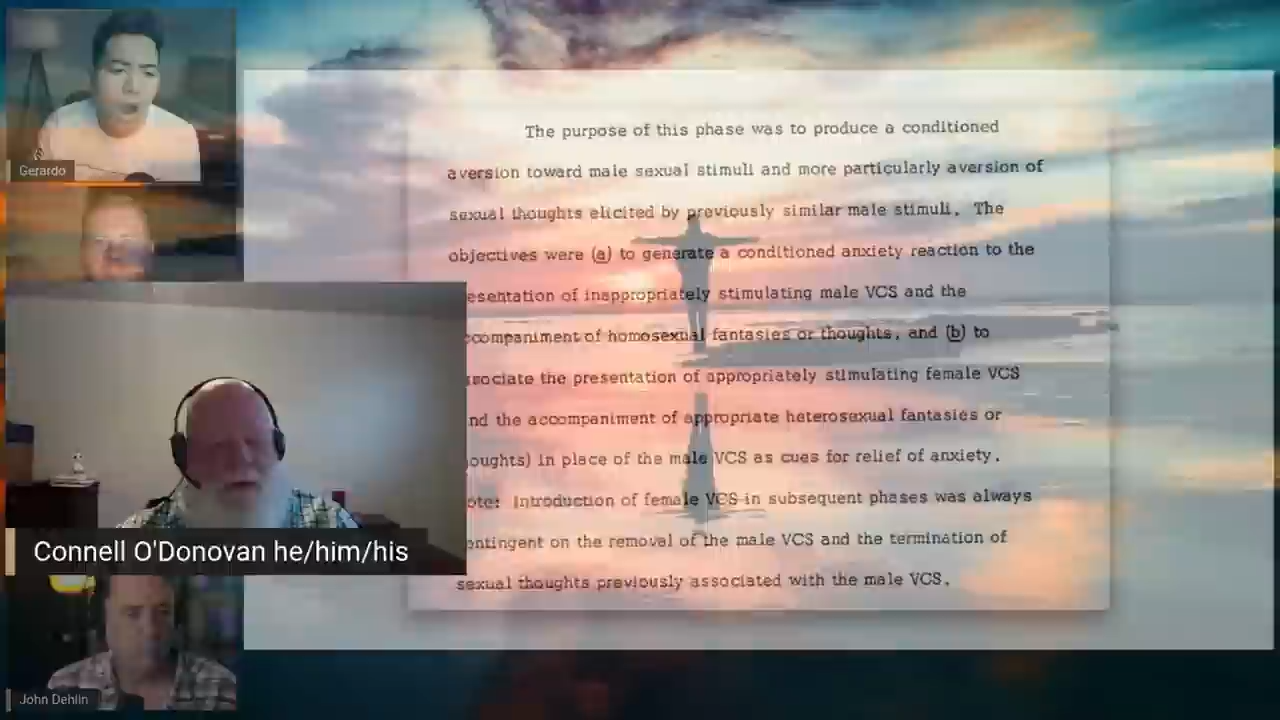 Gerardo
The purpose of this phase was to produce a conditioned
aversion toward male sexual stimuli and more particularly aversion of
sexual thoughts elicited by previously similar male stimuli. The
objectives were (a) to generate a conditioned anxiety reaction to the
esentation of inappropriately stimulating male VCS and the
ccompaniment of homosexual fantasies or thoughts, and (b) to
sociate the presentation of appropriately stimulating female VCS
nd the accompaniment of appropriate heterosexual fantasies or
oughts) in place of the male VCS as cues for relief of anxiety.
ote: Introduction of female VCS in subsequent phases was always
ontingent on the removal of the male VCS and the termination of
sexual thoughts previously associated with the male VCS.
Connell O'Donovan he/him/his
John Dehlin